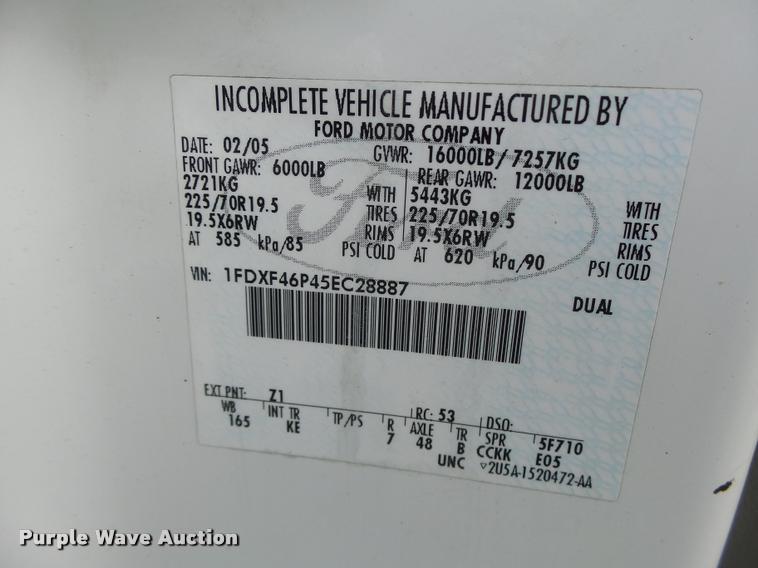 INCOMPLETE VEHICLE MANUFACTURED BY
FORD MOTOR COMPANY
DATE: 02/05 GVWR: 16000LB/7257KG
FRONT GAWR: 6000LB REAR GAWR: 12000LB
2721KG WITH 5443KG WITH
225/70R19.5 TIRES 225/70R19.5 TIRES
19.5X6RW RIMS 19.5X6RW RIMS
AT 585 kPa/85 PSI COLD AT 620 kPa/90 PSI COLD
VIN: 1FDXF46P45EC28887
DUAL
Ford
EXT PNT: Z1 RC: 53 DSO:
WB INT TR TP/PS R AXLE TR SPR 5F710
165 KE 7 48 B CCKK E05
UNC ▽2U5A-1520472-AA
Purple Wave Auction